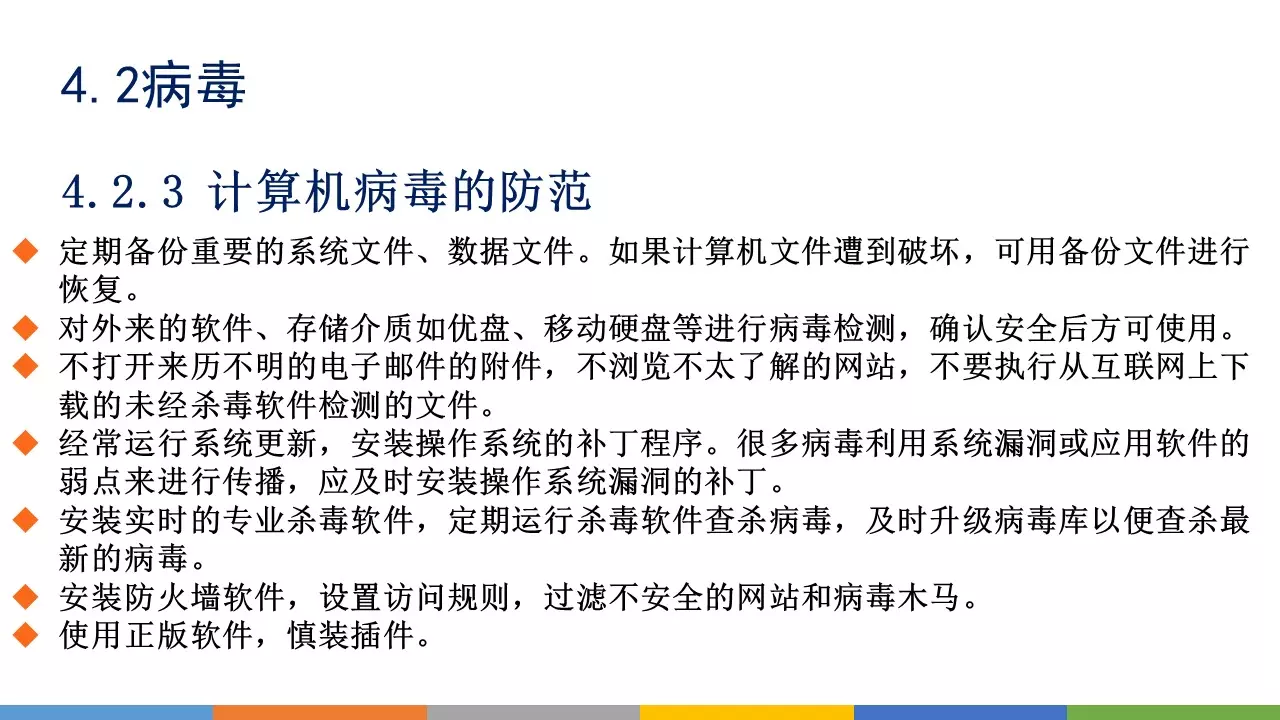 4.2病毒
4.2.3 计算机病毒的防范
定期备份重要的系统文件、数据文件。如果计算机文件遭到破坏，可用备份文件进行
恢复。
对外来的软件、存储介质如优盘、移动硬盘等进行病毒检测，确认安全后方可使用。
不打开来历不明的电子邮件的附件，不浏览不太了解的网站，不要执行从互联网上下
载的未经杀毒软件检测的文件。
经常运行系统更新，安装操作系统的补丁程序。很多病毒利用系统漏洞或应用软件的
弱点来进行传播，应及时安装操作系统漏洞的补丁。
安装实时的专业杀毒软件，定期运行杀毒软件查杀病毒，及时升级病毒库以便查杀最
新的病毒。
安装防火墙软件，设置访问规则，过滤不安全的网站和病毒木马。
使用正版软件，慎装插件。